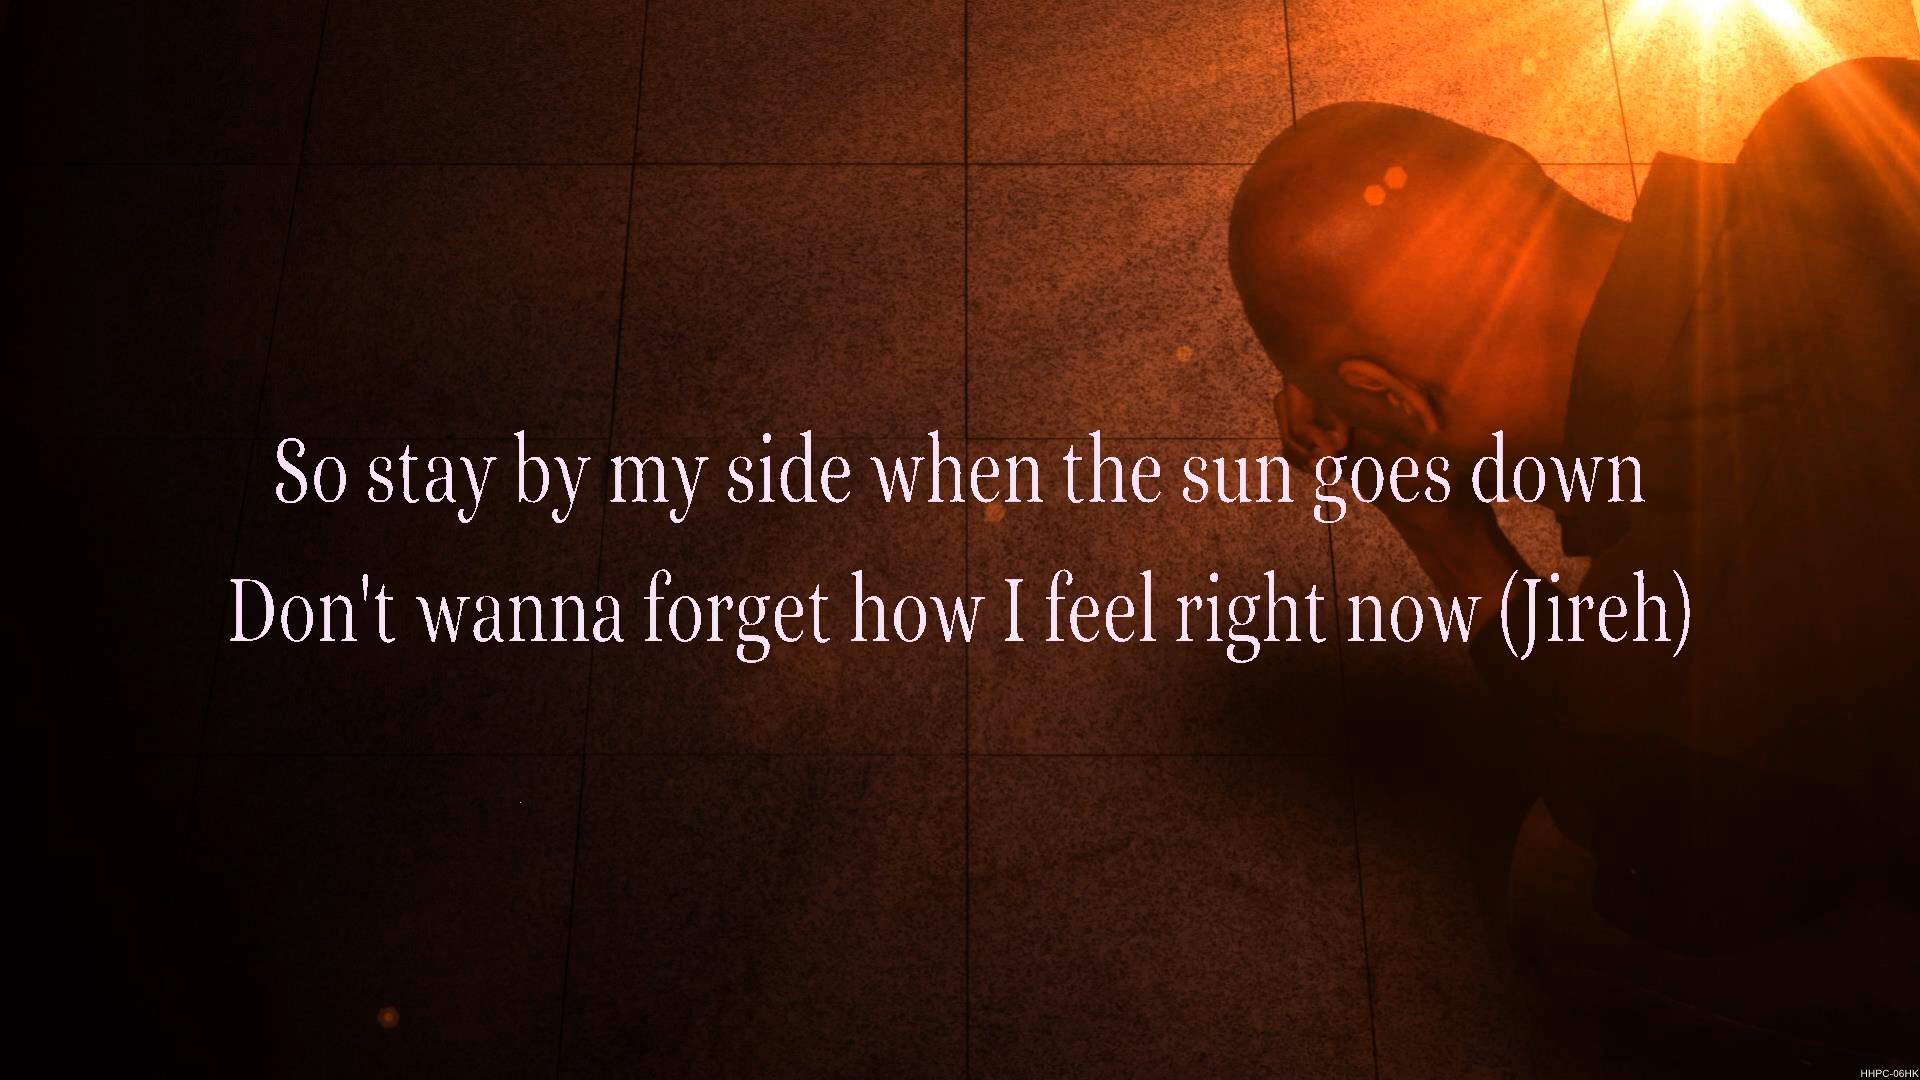 So stay by my side when the sun goes down
Don't wanna forget how I feel right now (Jireh)
HHPC-06HK